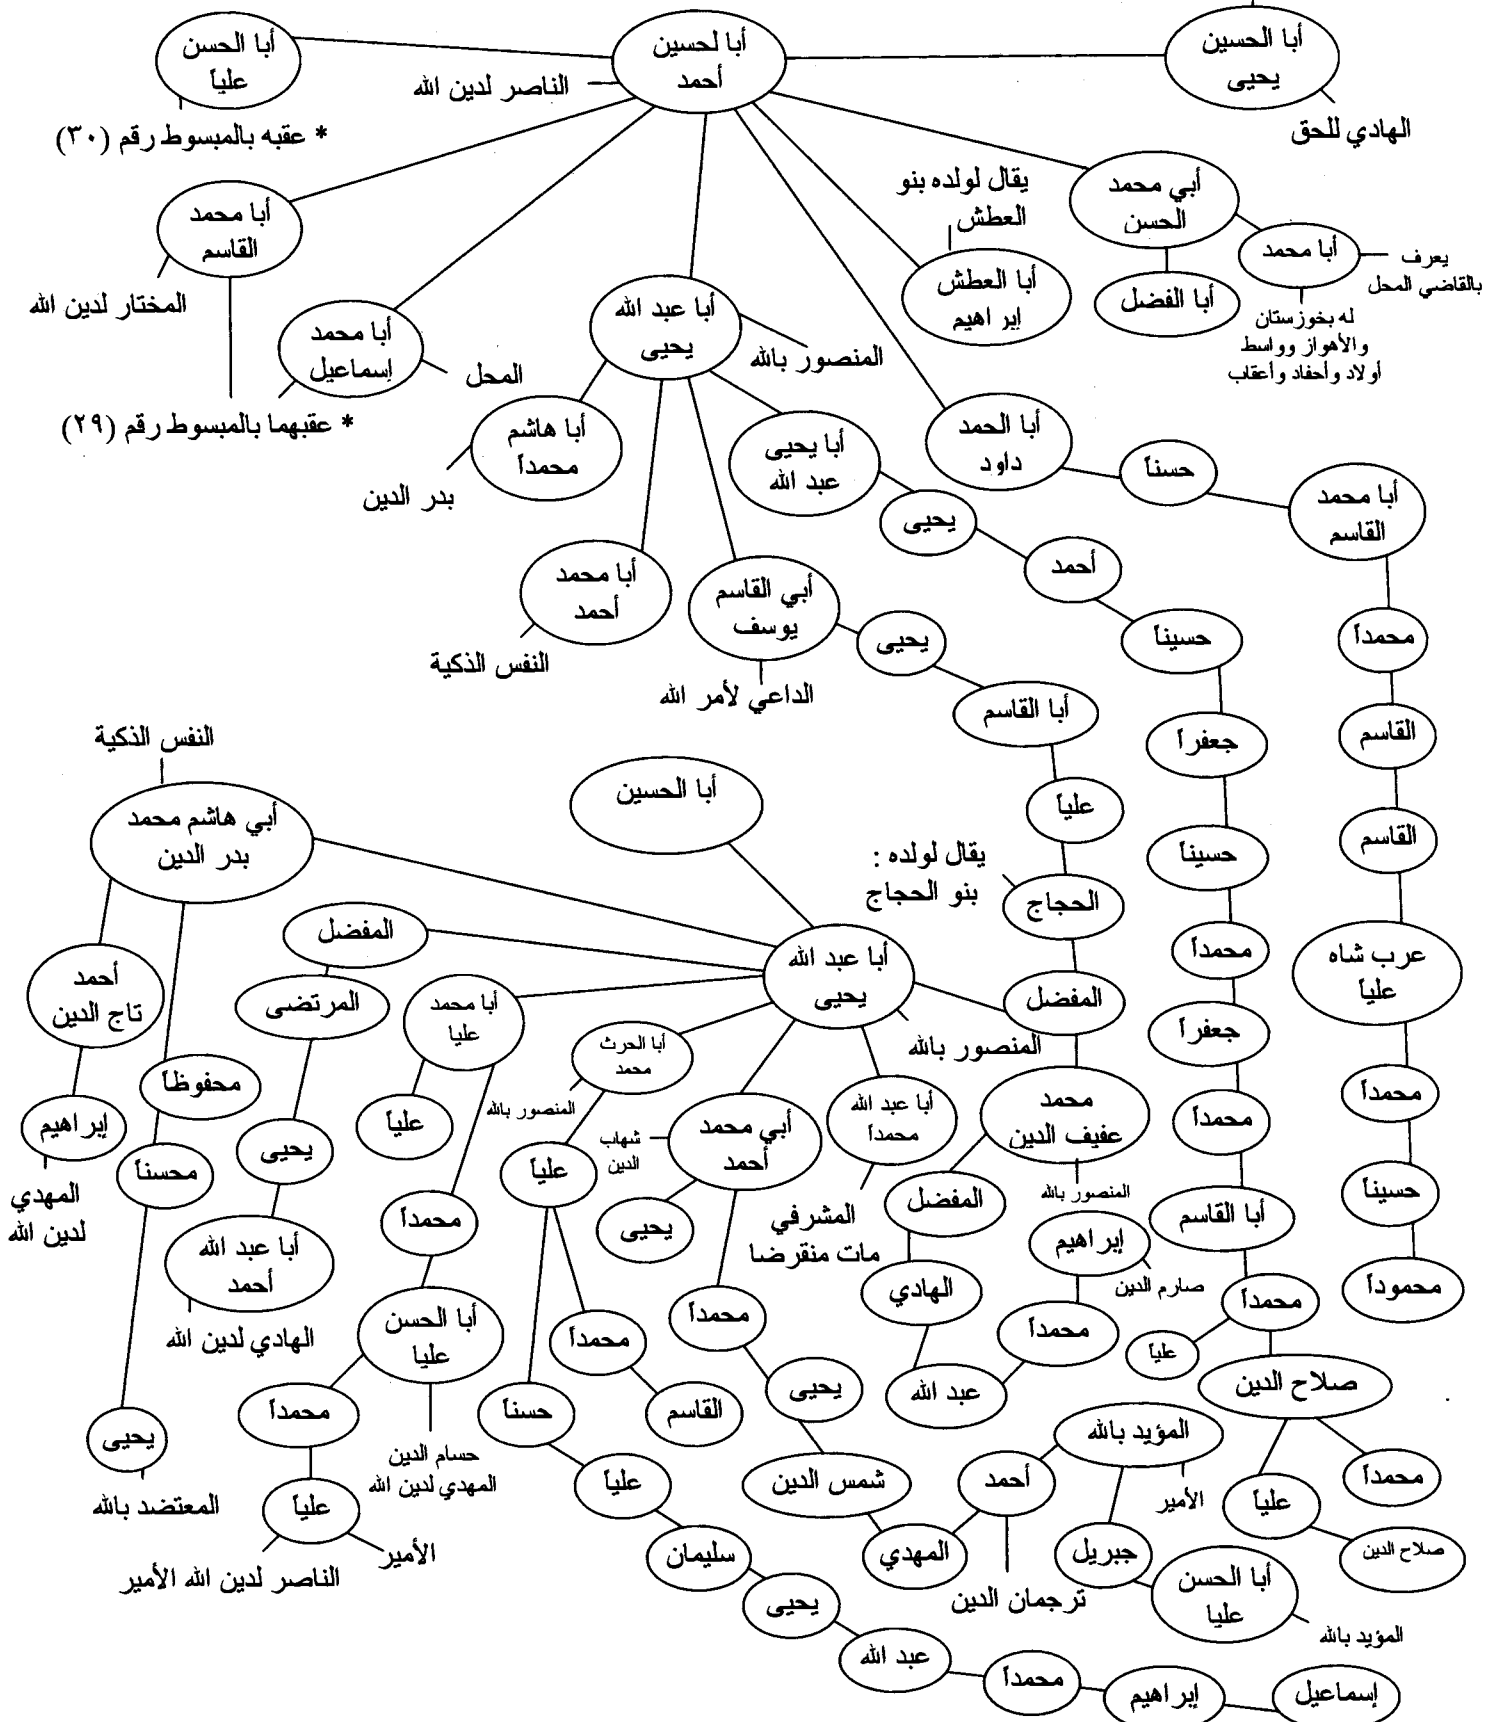 أبا الحسين
يحيى
الهادي للحق
أبا لحسين
أحمد
الناصر لدين الله
أبا الحسن
علياً
* عقبه بالمبسوط رقم (٣٠)
أبي محمد
الحسن
أبا محمد
يعرف
بالقاضي المحل
له بخوزستان
والأهواز وواسط
أولاد وأحفاد وأعقاب
أبا الفضل
يقال لولده بنو
العطش
أبا العطش
إبراهيم
أبا عبد الله
يحيى
المنصور بالله
أبا محمد
القاسم
المختار لدين الله
أبا محمد
إسماعيل
المحل
* عقبهما بالمبسوط رقم (٢٩)
أبا الحمد
داود
حسناً
أبا محمد
القاسم
أبا يحيى
عبد الله
أبا هاشم
محمداً
بدر الدين
يحيى
أحمد
حسيناً
أبا محمد
أحمد
النفس الذكية
أبي القاسم
يوسف
الداعي لأمر الله
يحيى
أبا القاسم
علياً
يقال لولده :
بنو الحجاج
الحجاج
المفضل
محمد
عفيف الدين
المنصور بالله
محمداً
القاسم
القاسم
عرب شاه
علياً
محمداً
حسيناً
محموداً
جعفراً
حسيناً
محمداً
جعفراً
محمداً
أبا القاسم
محمداً
علياً
صلاح الدين
محمداً
علياً
صلاح الدين
أبا الحسين
أبا عبد الله
يحيى
المنصور بالله
النفس الذكية
أبي هاشم محمد
بدر الدين
أحمد
تاج الدين
إبراهيم
المهدي
لدين الله
محفوظاً
محسناً
يحيى
المعتضد بالله
المفضل
المرتضى
يحيى
أبا عبد الله
أحمد
الهادي لدين الله
أبا محمد
عليا
علياً
محمداً
أبا الحسن
عليا
حسام الدين
المهدي لدين الله
محمداً
علياً
الأمير
الناصر لدين الله الأمير
أبا الحرث
محمد
المنصور بالله
علياً
حسناً
محمداً
القاسم
علياً
سليمان
يحيى
عبد الله
محمداً
إبراهيم
إسماعيل
أبي محمد
أحمد
شهاب
الدين
يحيى
محمداً
يحيى
شمس الدين
المهدي
أحمد
ترجمان الدين
المؤيد بالله
الأمير
جبريل
أبا الحسن
عليا
المؤيد بالله
أبا عبد الله
محمداً
المشرفي
مات منقرضا
المفضل
الهادي
عبد الله
محمداً
إبراهيم
صارم الدين